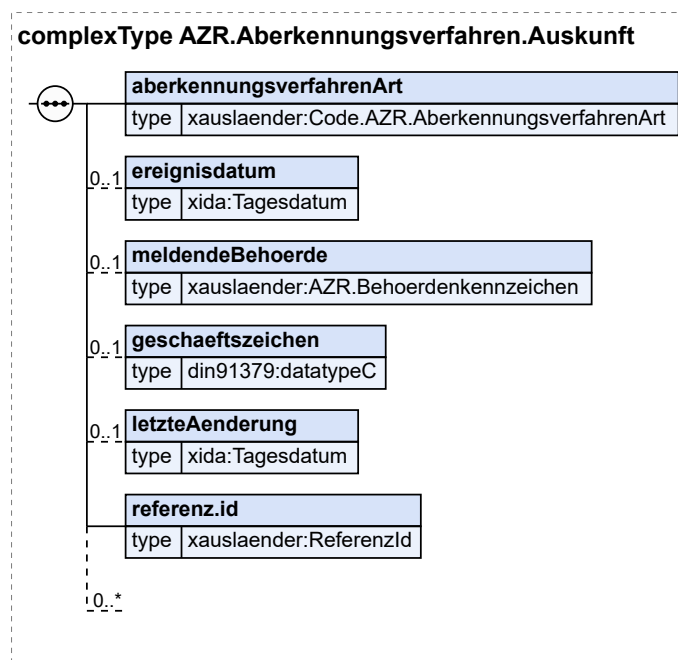 complexType AZR.Aberkennungsverfahren.Auskunft
aberkennungsverfahrenArt
type xauslaender:Code.AZR.AberkennungsverfahrenArt
0..1 ereignisdatum
type xida:Tagesdatum
0..1 meldendeBehoerde
type xauslaender:AZR.Behoerdenkennzeichen
0..1 geschaeftszeichen
type din91379:datatypeC
0..1 letzteAenderung
type xida:Tagesdatum
referenz.id
type xauslaender:ReferenzId
0..*